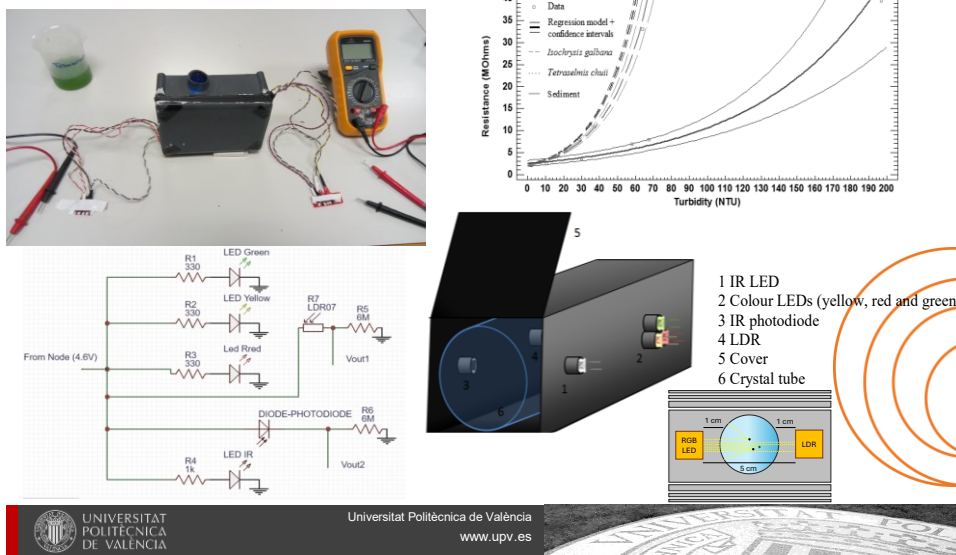 Data
Regression model +
confidence intervals
Isochrysis galbana
Tetraselmis chuii
Sediment
Resistance (MOhms)
35
30
25
20
15
10
5
0
0 10 20 30 40 50 60 70 80 90 100 110 120 130 140 150 160 170 180 190 200
Turbidity (NTU)
LED Green
R1
330
LED Yellow
R2
330
R7
LDR07
R5
6M
Led Rred
R3
330
From Node (4.6V)
Vout1
DIODE-PHOTODIODE
R6
6M
LED IR
R4
1k
Vout2
5
4
3
2
1
6
1 IR LED
2 Colour LEDs (yellow, red and green
3 IR photodiode
4 LDR
5 Cover
6 Crystal tube
1 cm
1 cm
RGB
LED
LDR
5 cm
UNIVERSITAT
POLITÈCNICA
DE VALÈNCIA
Universitat Politècnica de València
www.upv.es